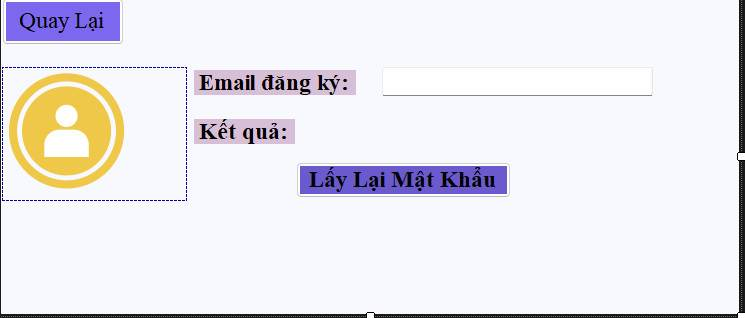 Quay Lại
Email đăng ký:
Kết quả:
Lấy Lại Mật Khẩu